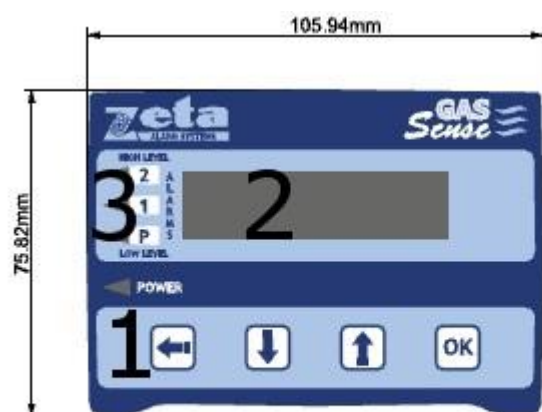 105.94mm
75.82mm
Zeta
ALARM SYSTEMS
GAS
Sense
HIGH LEVEL
2
1
P
ALARMS
LOW LEVEL
3
2
POWER
1
OK